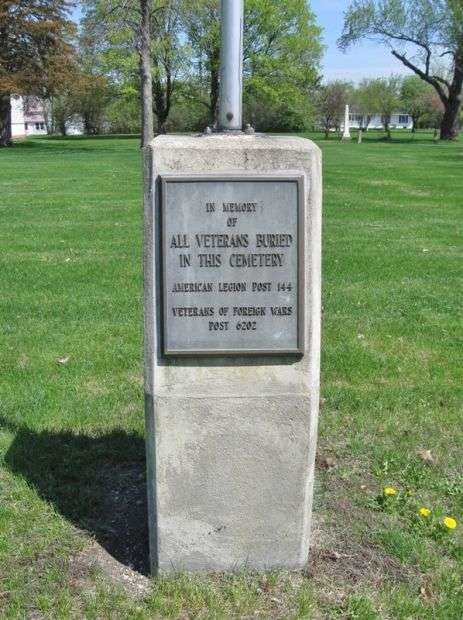 IN MEMORY
OF
ALL VETERANS BURIED
IN THIS CEMETERY
AMERICAN LEGION POST 144
VETERANS OF FOREIGN WARS
POST 6202